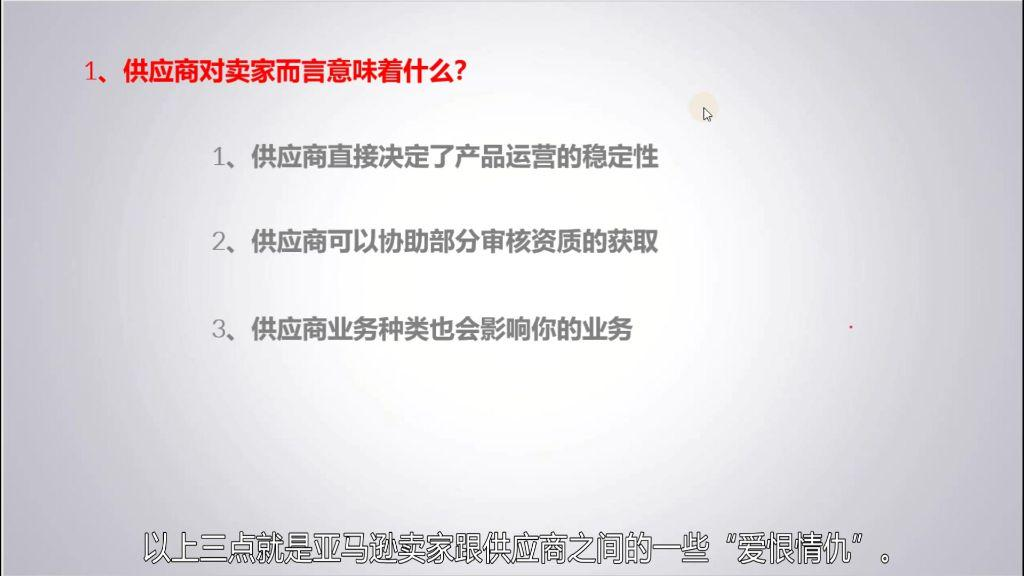 1、供应商对卖家而言意味着什么?
1、供应商直接决定了产品运营的稳定性
2、供应商可以协助部分审核资质的获取
3、供应商业务种类也会影响你的业务
以上三点就是亚马逊卖家跟供应商之间的一些“爱恨情仇”。